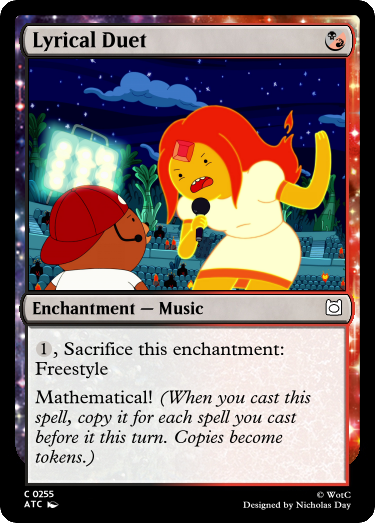 Lyrical Duet
Enchantment — Music
1, Sacrifice this enchantment:
Freestyle
Mathematical! (When you cast this
spell, copy it for each spell you cast
before it this turn. Copies become
tokens.)
C 0255
ATC
© WotC
Designed by Nicholas Day